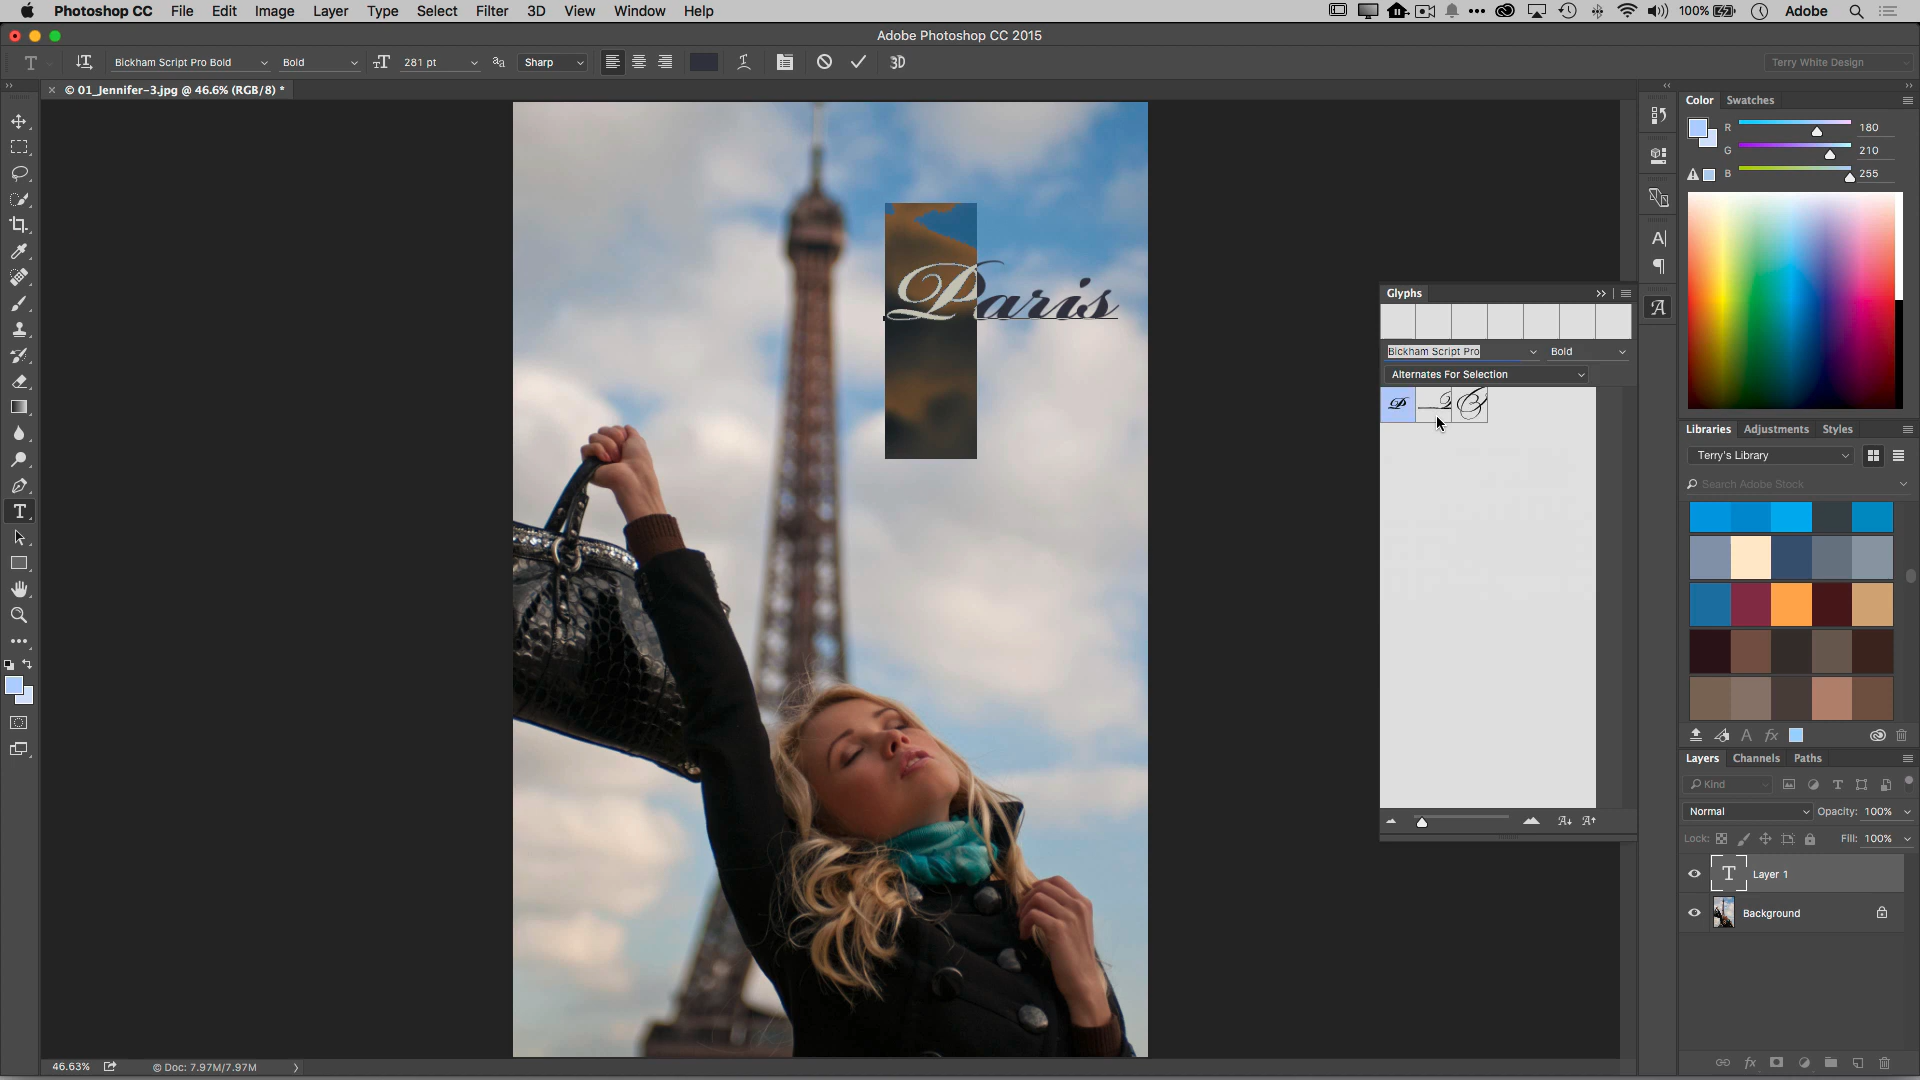 Photoshop CC File Edit Image Layer Type Select Filter 3D View Window Help 100% Adobe
Adobe Photoshop CC 2015
T Bickham Script Pro Bold Bold 281 pt aa Sharp 3D Terry White Design
× © 01_Jennifer-3.jpg @ 46.6% (RGB/8) *
Color Swatches
R 180
G 210
B 255
Paris
Glyphs
Bickham Script Pro Bold
Alternates For Selection
Libraries Adjustments Styles
Terry's Library
Search Adobe Stock
Layers Channels Paths
Kind
Normal Opacity: 100%
Lock: Fill: 100%
T Layer 1
Background
46.63% © Doc: 7.97M/7.97M